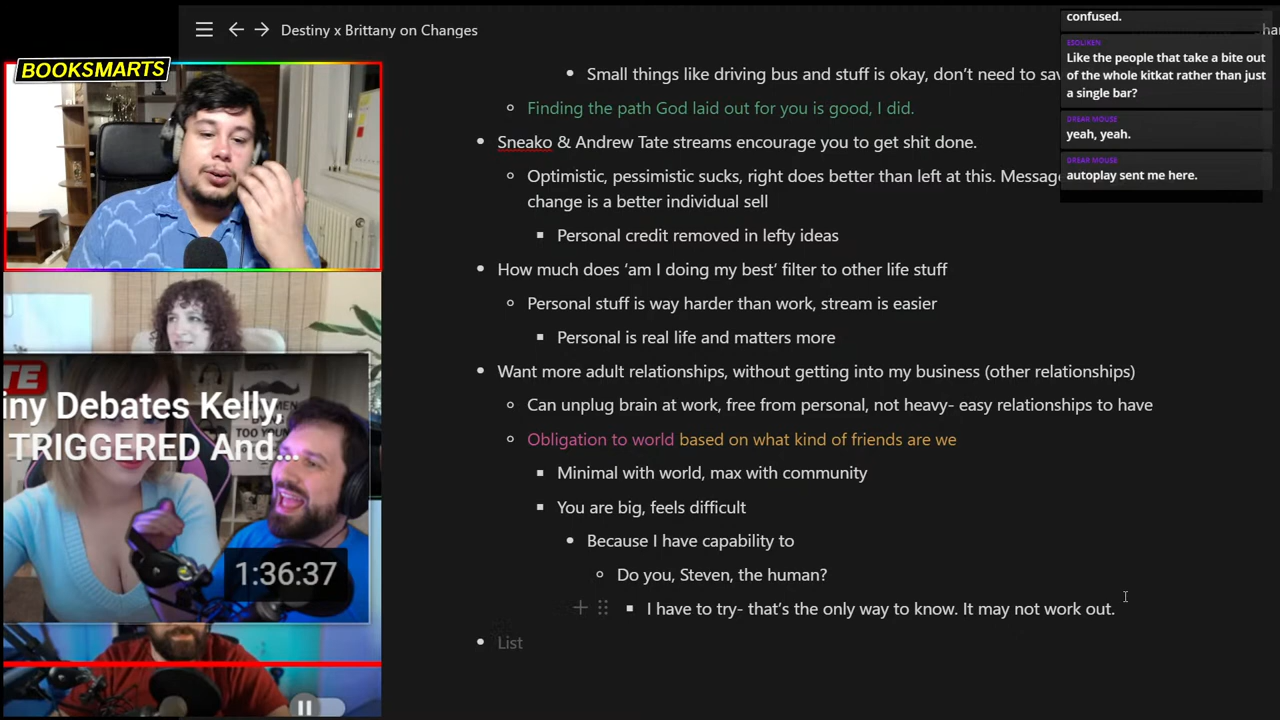 Destiny x Brittany on Changes
confused.
BOOKSMARTS
ESOLIKEN
Like the people that take a bite out
of the whole kitkat rather than just
a single bar?
DREAR MOUSE
yeah, yeah.
DREAR MOUSE
autoplay sent me here.
Small things like driving bus and stuff is okay, don't need to
Finding the path God laid out for you is good, I did.
Sneako & Andrew Tate streams encourage you to get shit done.
Optimistic, pessimistic sucks, right does better than left at this.
change is a better individual sell
Personal credit removed in lefty ideas
How much does ‘am I doing my best’ filter to other life stuff
Personal stuff is way harder than work, stream is easier
Personal is real life and matters more
Want more adult relationships, without getting into my business (other relationships)
Can unplug brain at work, free from personal, not heavy- easy relationships to have
Obligation to world based on what kind of friends are we
Minimal with world, max with community
You are big, feels difficult
Because I have capability to
Do you, Steven, the human?
I have to try- that's the only way to know. It may not work out.
List
TE
iny Debates Kelly,
TRIGGERED And...
1:36:37